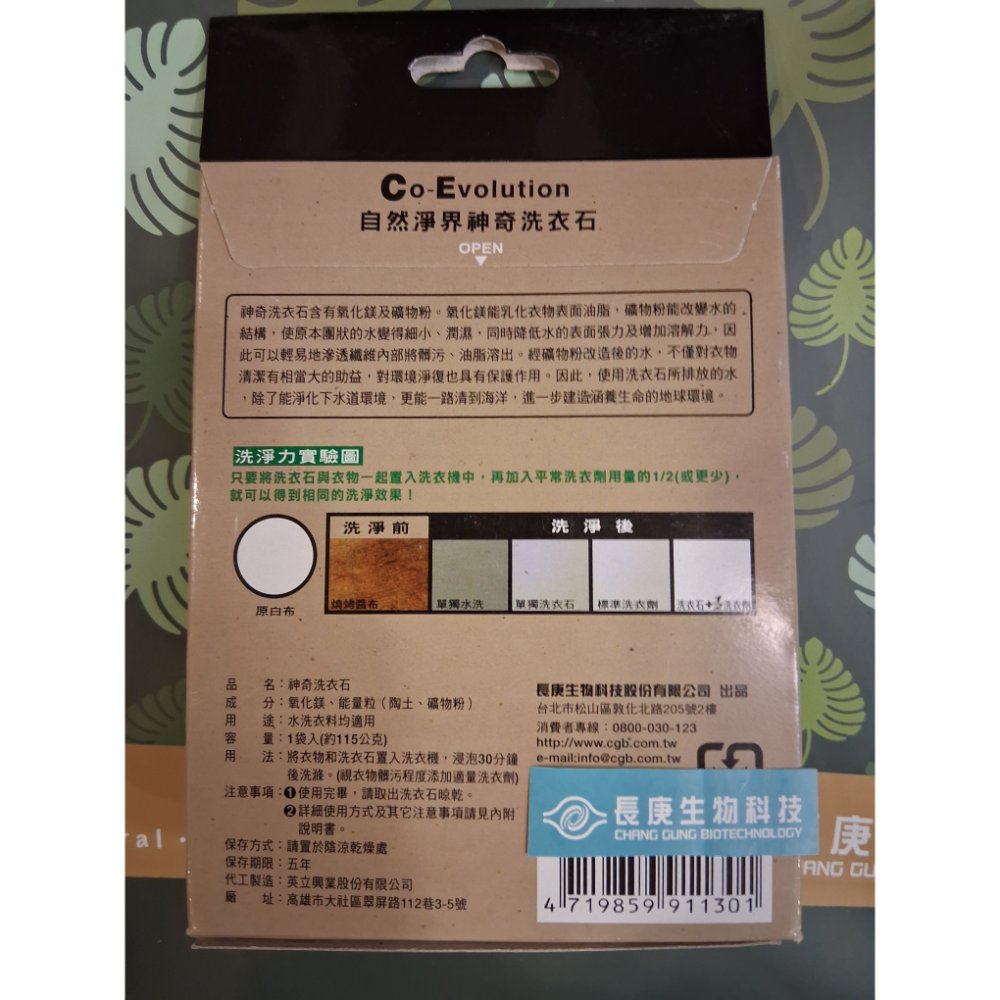 Co-Evolution
自然淨界神奇洗衣石
OPEN
神奇洗衣石含有氧化鎂及礦物粉。氧化鎂能乳化衣物表面油脂，礦物粉能改變水的
結構，使原本團狀的水變得細小、潤濕，同時降低水的表面張力及增加溶解力，因
此可以輕易地滲透纖維內部將髒污、油脂溶出。經礦物粉改造後的水，不僅對衣物
清潔有相當大的助益，對環境淨復也具有保護作用。因此，使用洗衣石所排放的水
，除了能淨化下水道環境，更能一路清到海洋，進一步建造涵養生命的地球環境。
洗淨力實驗圖
只要將洗衣石與衣物一起置入洗衣機中，再加入平常洗衣劑用量的1/2(或更少)，
就可以得到相同的洗淨效果！
洗淨前 洗淨後
原白布 燒烤醬布 單獨水洗 單獨洗衣石 標準洗衣劑 洗衣石+½洗衣劑
品 名：神奇洗衣石
成 分：氧化鎂、能量粒（陶土、礦物粉）
用 途：水洗衣料均適用
容 量：1袋入(約115公克)
用 法：將衣物和洗衣石置入洗衣機，浸泡30分鐘
後洗滌。(視衣物髒污程度添加適量洗衣劑)
注意事項：❶使用完畢，請取出洗衣石晾乾。
❷詳細使用方式及其它注意事項請見內附
說明書。
保存方式：請置於陰涼乾燥處
保存期限：五年
代工製造：英立興業股份有限公司
廠 址：高雄市大社區翠屏路112巷3-5號
長庚生物科技股份有限公司 出品
台北市松山區敦化北路205號2樓
消費者專線：0800-030-123
http://www.cgb.com.tw
e-mail:info@cgb.com.tw
長庚生物科技
CHANG GUNG BIOTECHNOLOGY
4 719859 911301
ral ·
庚
ANG GU